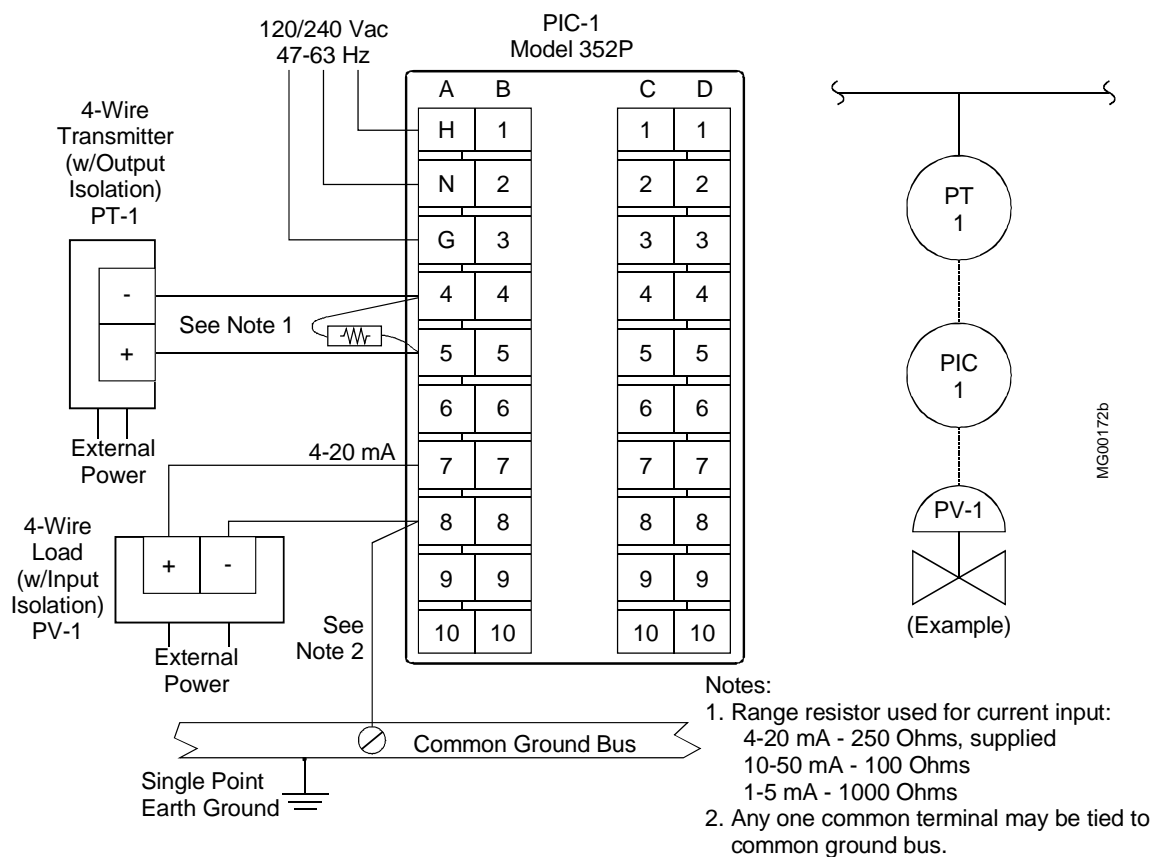 120/240 Vac
47-63 Hz
PIC-1
Model 352P
4-Wire
Transmitter
(w/Output
Isolation)
PT-1
-
+
External
Power
See Note 1
A B C D
H 1 1 1
N 2 2 2
G 3 3 3
4 4 4 4
5 5 5 5
6 6 6 6
7 7 7 7
8 8 8 8
9 9 9 9
10 10 10 10
4-20 mA
4-Wire
Load
(w/Input
Isolation)
PV-1
+ -
External
Power
See
Note 2
Common Ground Bus
Single Point
Earth Ground
PT
1
PIC
1
PV-1
(Example)
MG00172b
Notes:
1. Range resistor used for current input:
4-20 mA - 250 Ohms, supplied
10-50 mA - 100 Ohms
1-5 mA - 1000 Ohms
2. Any one common terminal may be tied to
common ground bus.